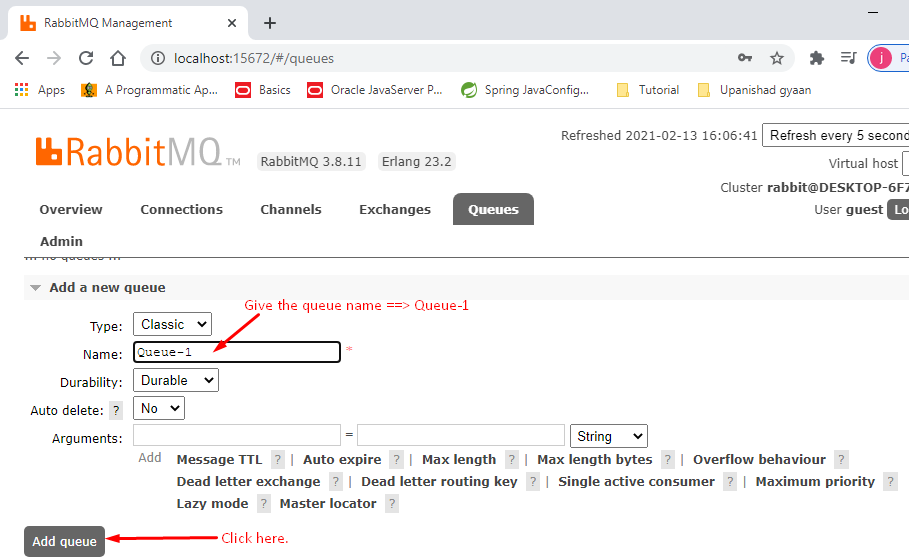 RabbitMQ Management
localhost:15672/#/queues
j Pa
Apps A Programmatic Ap... Basics Oracle JavaServer P... Spring JavaConfig... Tutorial Upanishad gyaan
RabbitMQ TM RabbitMQ 3.8.11 Erlang 23.2
Refreshed 2021-02-13 16:06:41 Refresh every 5 second
Virtual host
Cluster rabbit@DESKTOP-6F7
User guest Lo
Overview Connections Channels Exchanges Queues
Admin
... no queues ...
Add a new queue
Give the queue name ==> Queue-1
Type: Classic
Name: Queue-1 *
Durability: Durable
Auto delete: ? No
Arguments: = String
Add Message TTL ? | Auto expire ? | Max length ? | Max length bytes ? | Overflow behaviour ?
Dead letter exchange ? | Dead letter routing key ? | Single active consumer ? | Maximum priority ?
Lazy mode ? Master locator ?
Add queue Click here.